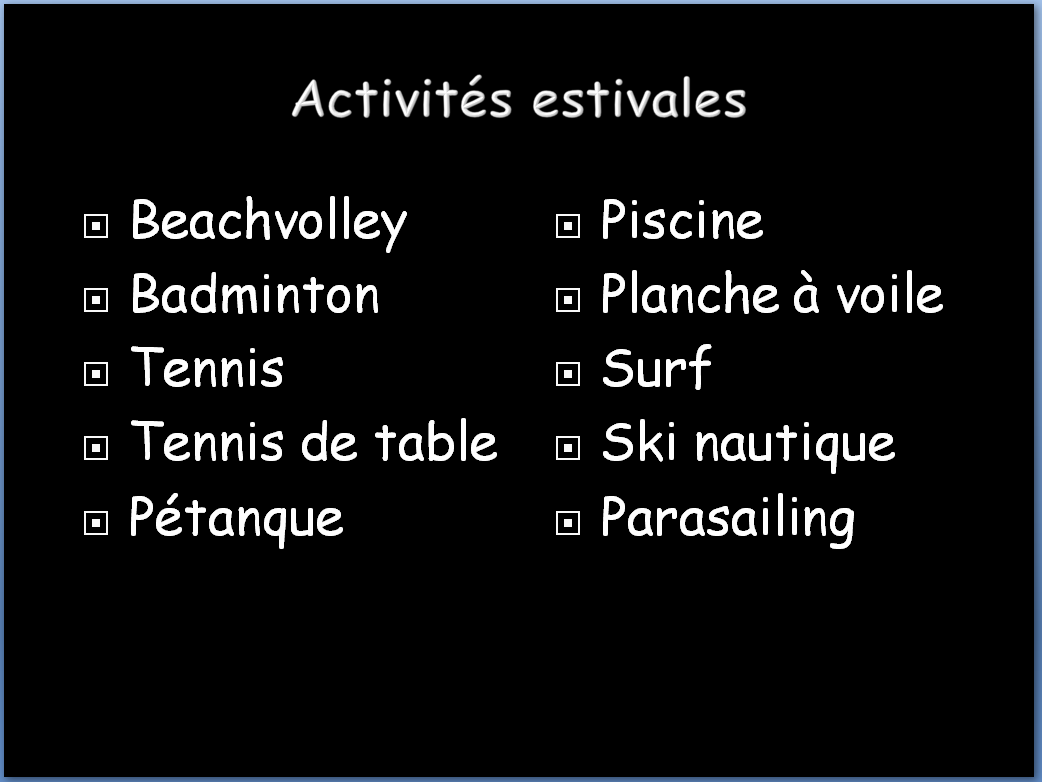 Activités estivales
Beachvolley
Badminton
Tennis
Tennis de table
Pétanque
Piscine
Planche à voile
Surf
Ski nautique
Parasailing